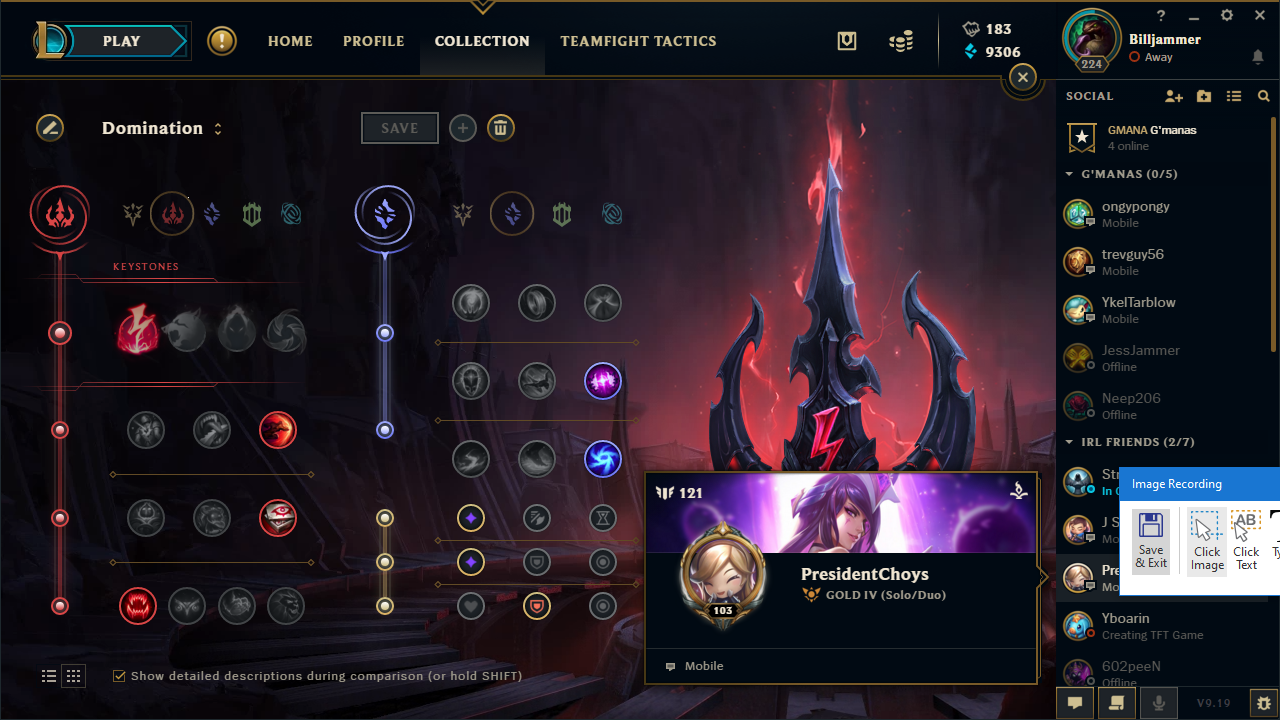 PLAY
HOME
PROFILE
COLLECTION
TEAMFIGHT TACTICS
183
9306
224
Billjammer
Away
SOCIAL
GMANA G'manas
4 online
G'MANAS (0/5)
ongypongy
Mobile
trevguy56
Mobile
YkelTarblow
Mobile
JessJammer
Offline
Neep206
Offline
IRL FRIENDS (2/7)
Yboarin
Creating TFT Game
602peeN
Offline
V9.19
Domination
SAVE
KEYSTONES
Show detailed descriptions during comparison (or hold SHIFT)
121
103
PresidentChoys
GOLD IV (Solo/Duo)
Mobile
Image Recording
Save
& Exit
Click
Image
AB
Click
Text